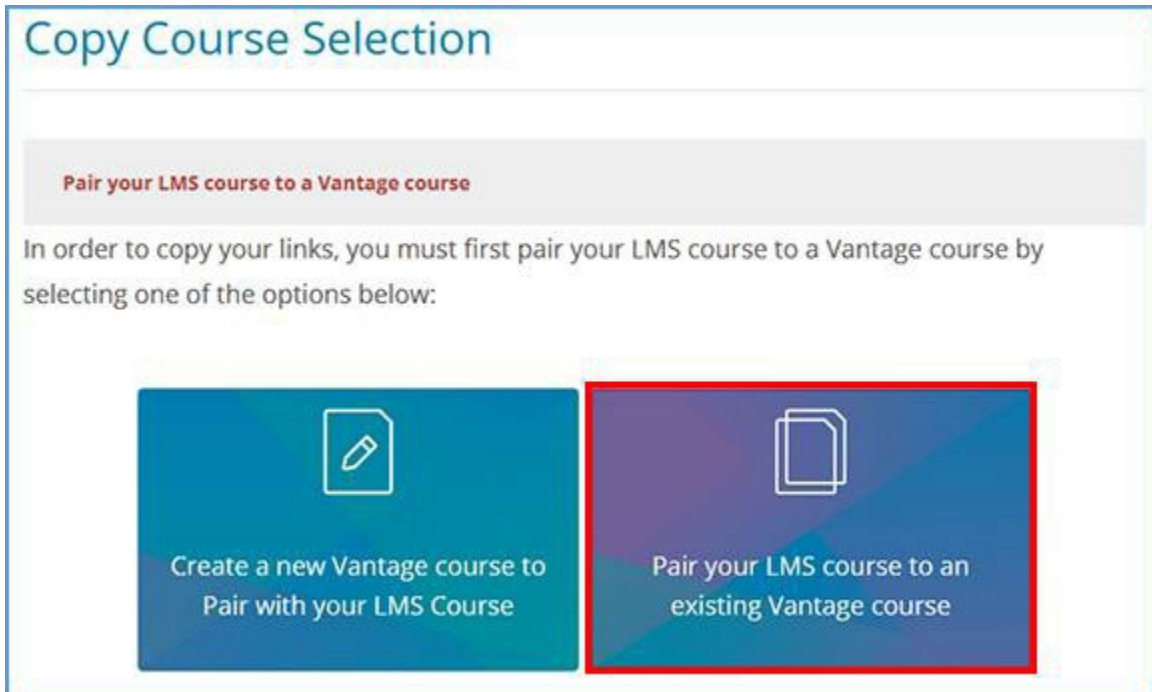 Copy Course Selection
Pair your LMS course to a Vantage course
In order to copy your links, you must first pair your LMS course to a Vantage course by
selecting one of the options below:
Create a new Vantage course to
Pair with your LMS Course
Pair your LMS course to an
existing Vantage course